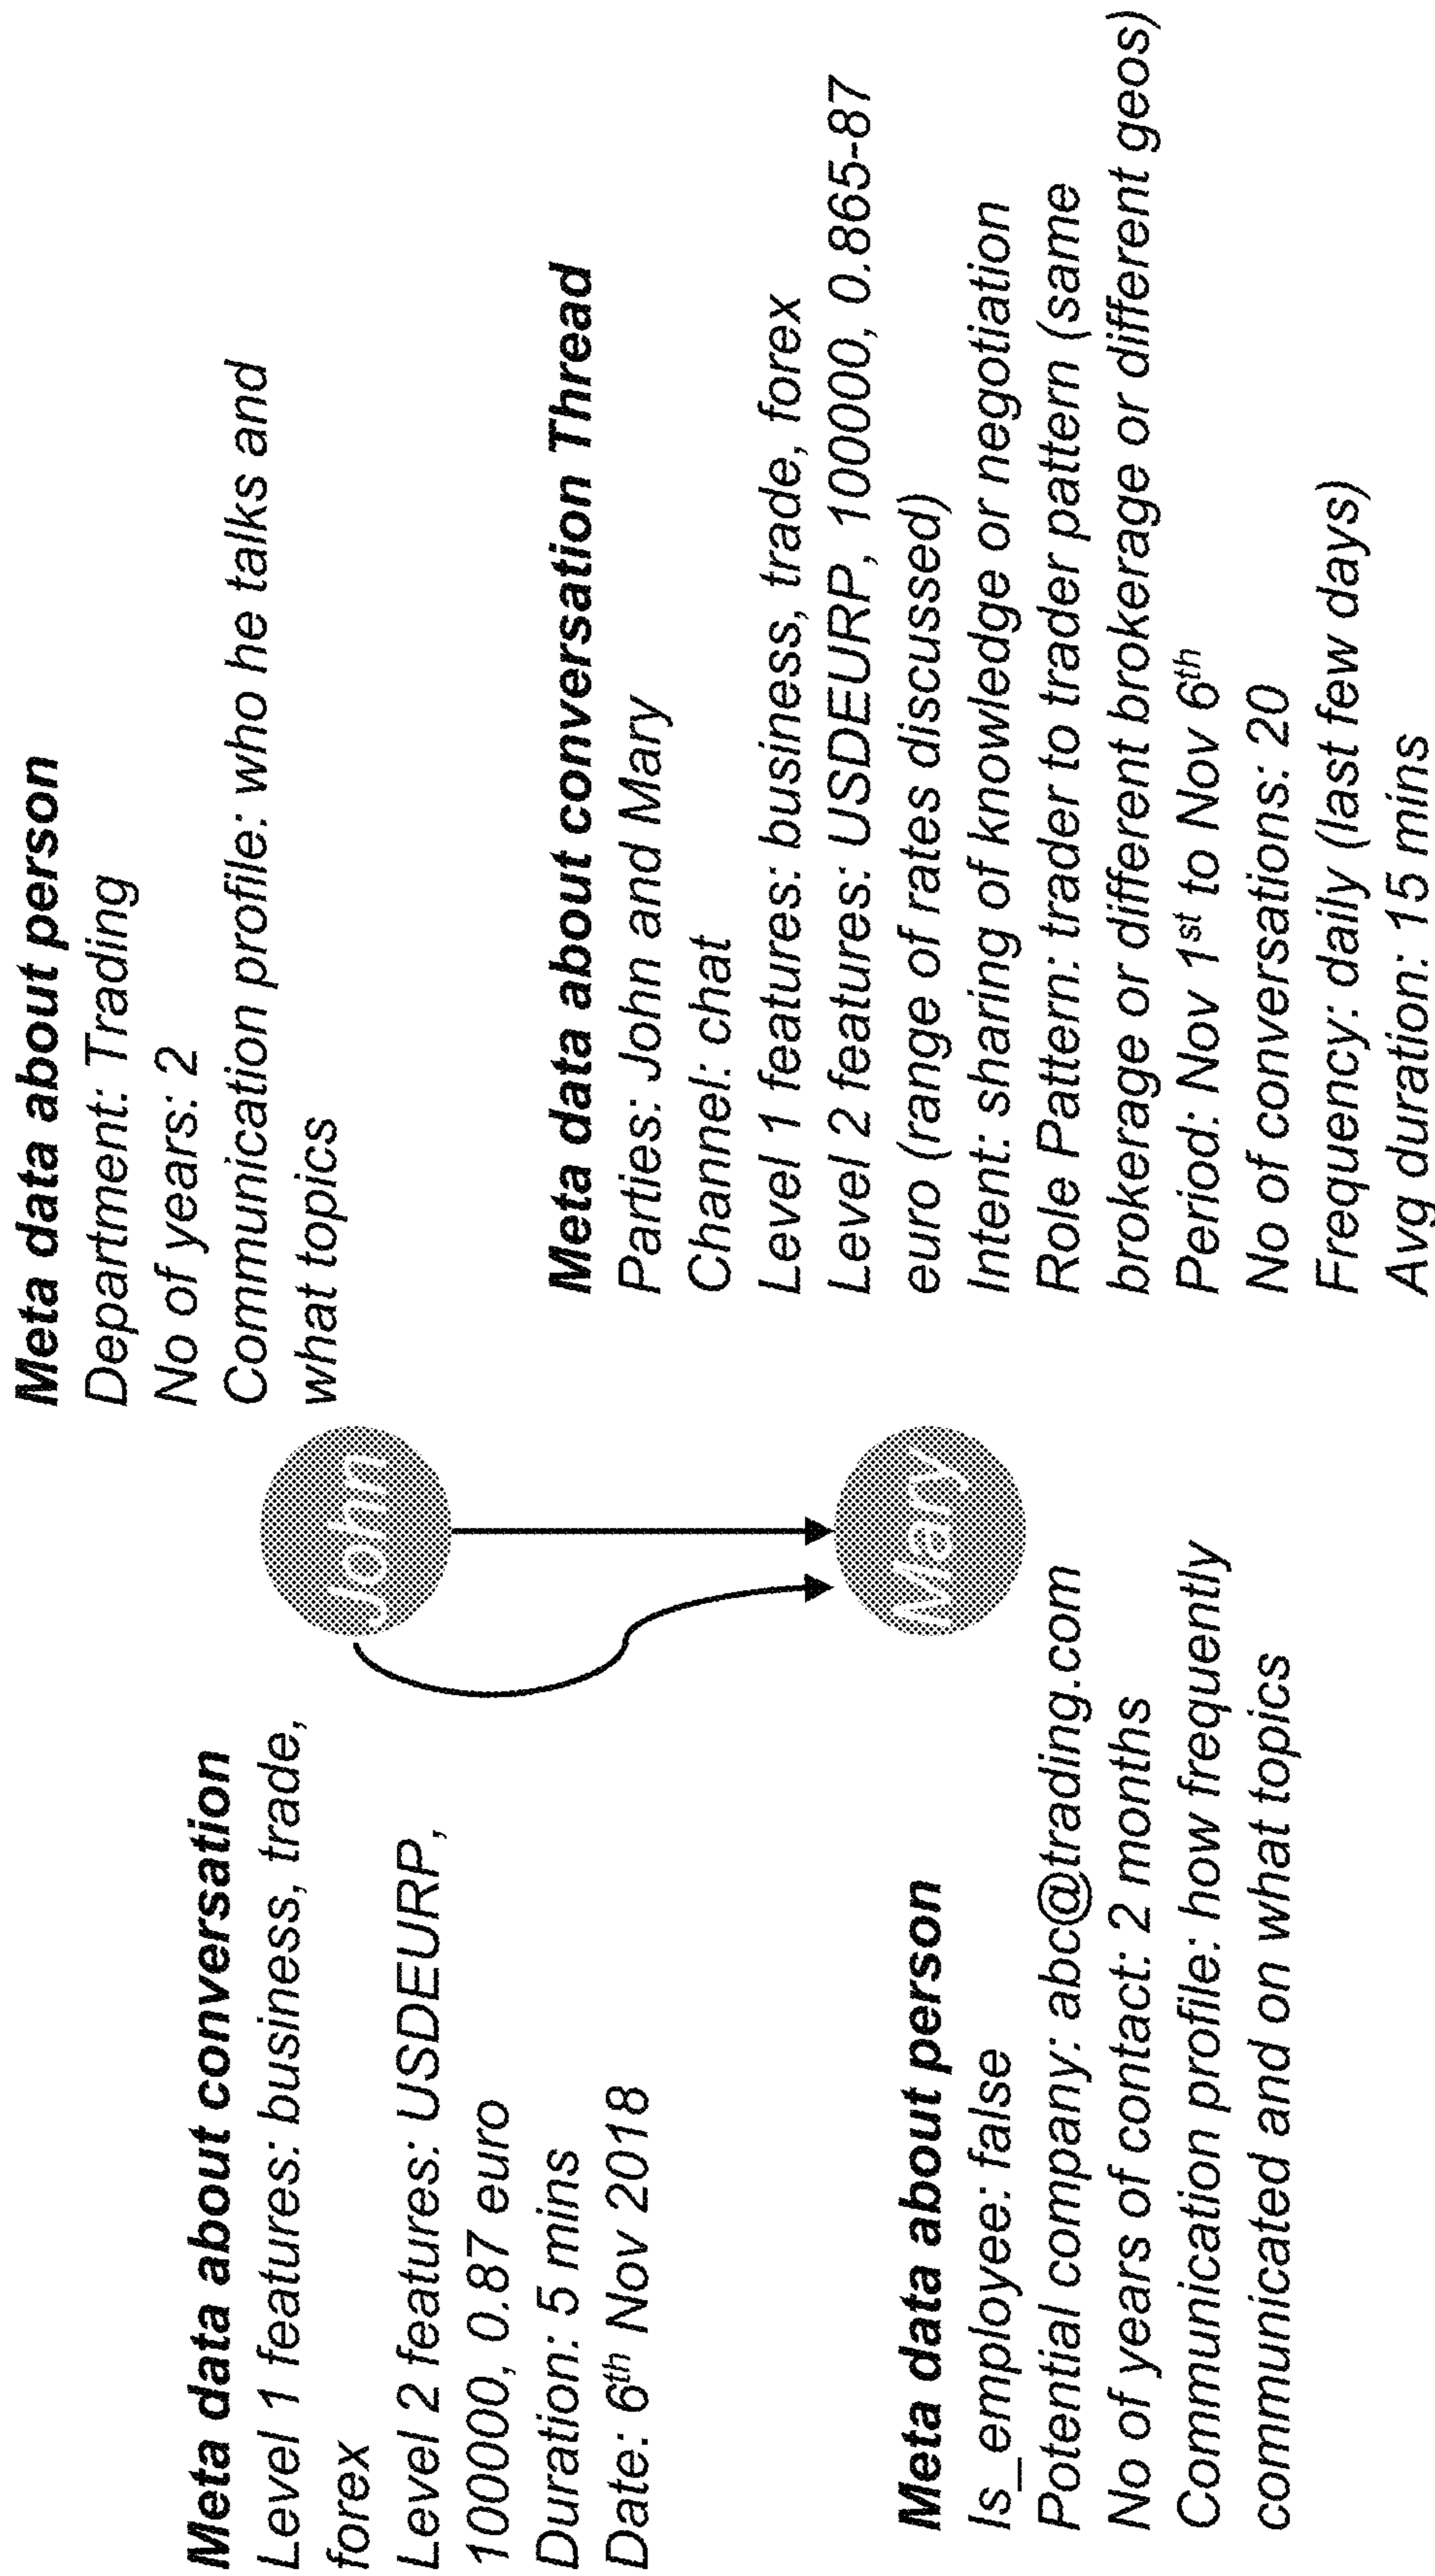 Meta data about person
Department: Trading
No of years: 2
Communication profile: who he talks and
what topics
John
Meta data about conversation
Level 1 features: business, trade,
forex
Level 2 features: USDEURP,
100000, 0.87 euro
Duration: 5 mins
Date: 6th Nov 2018
Meta data about conversation Thread
Parties: John and Mary
Channel: chat
Level 1 features: business, trade, forex
Level 2 features: USDEURP, 100000, 0.865-87
euro (range of rates discussed)
Intent: sharing of knowledge or negotiation
Role Pattern: trader to trader pattern (same
brokerage or different brokerage or different geos)
Period: Nov 1st to Nov 6th
No of conversations: 20
Frequency: daily (last few days)
Avg duration: 15 mins
Mary
Meta data about person
Is_employee: false
Potential company: abc@trading.com
No of years of contact: 2 months
Communication profile: how frequently
communicated and on what topics